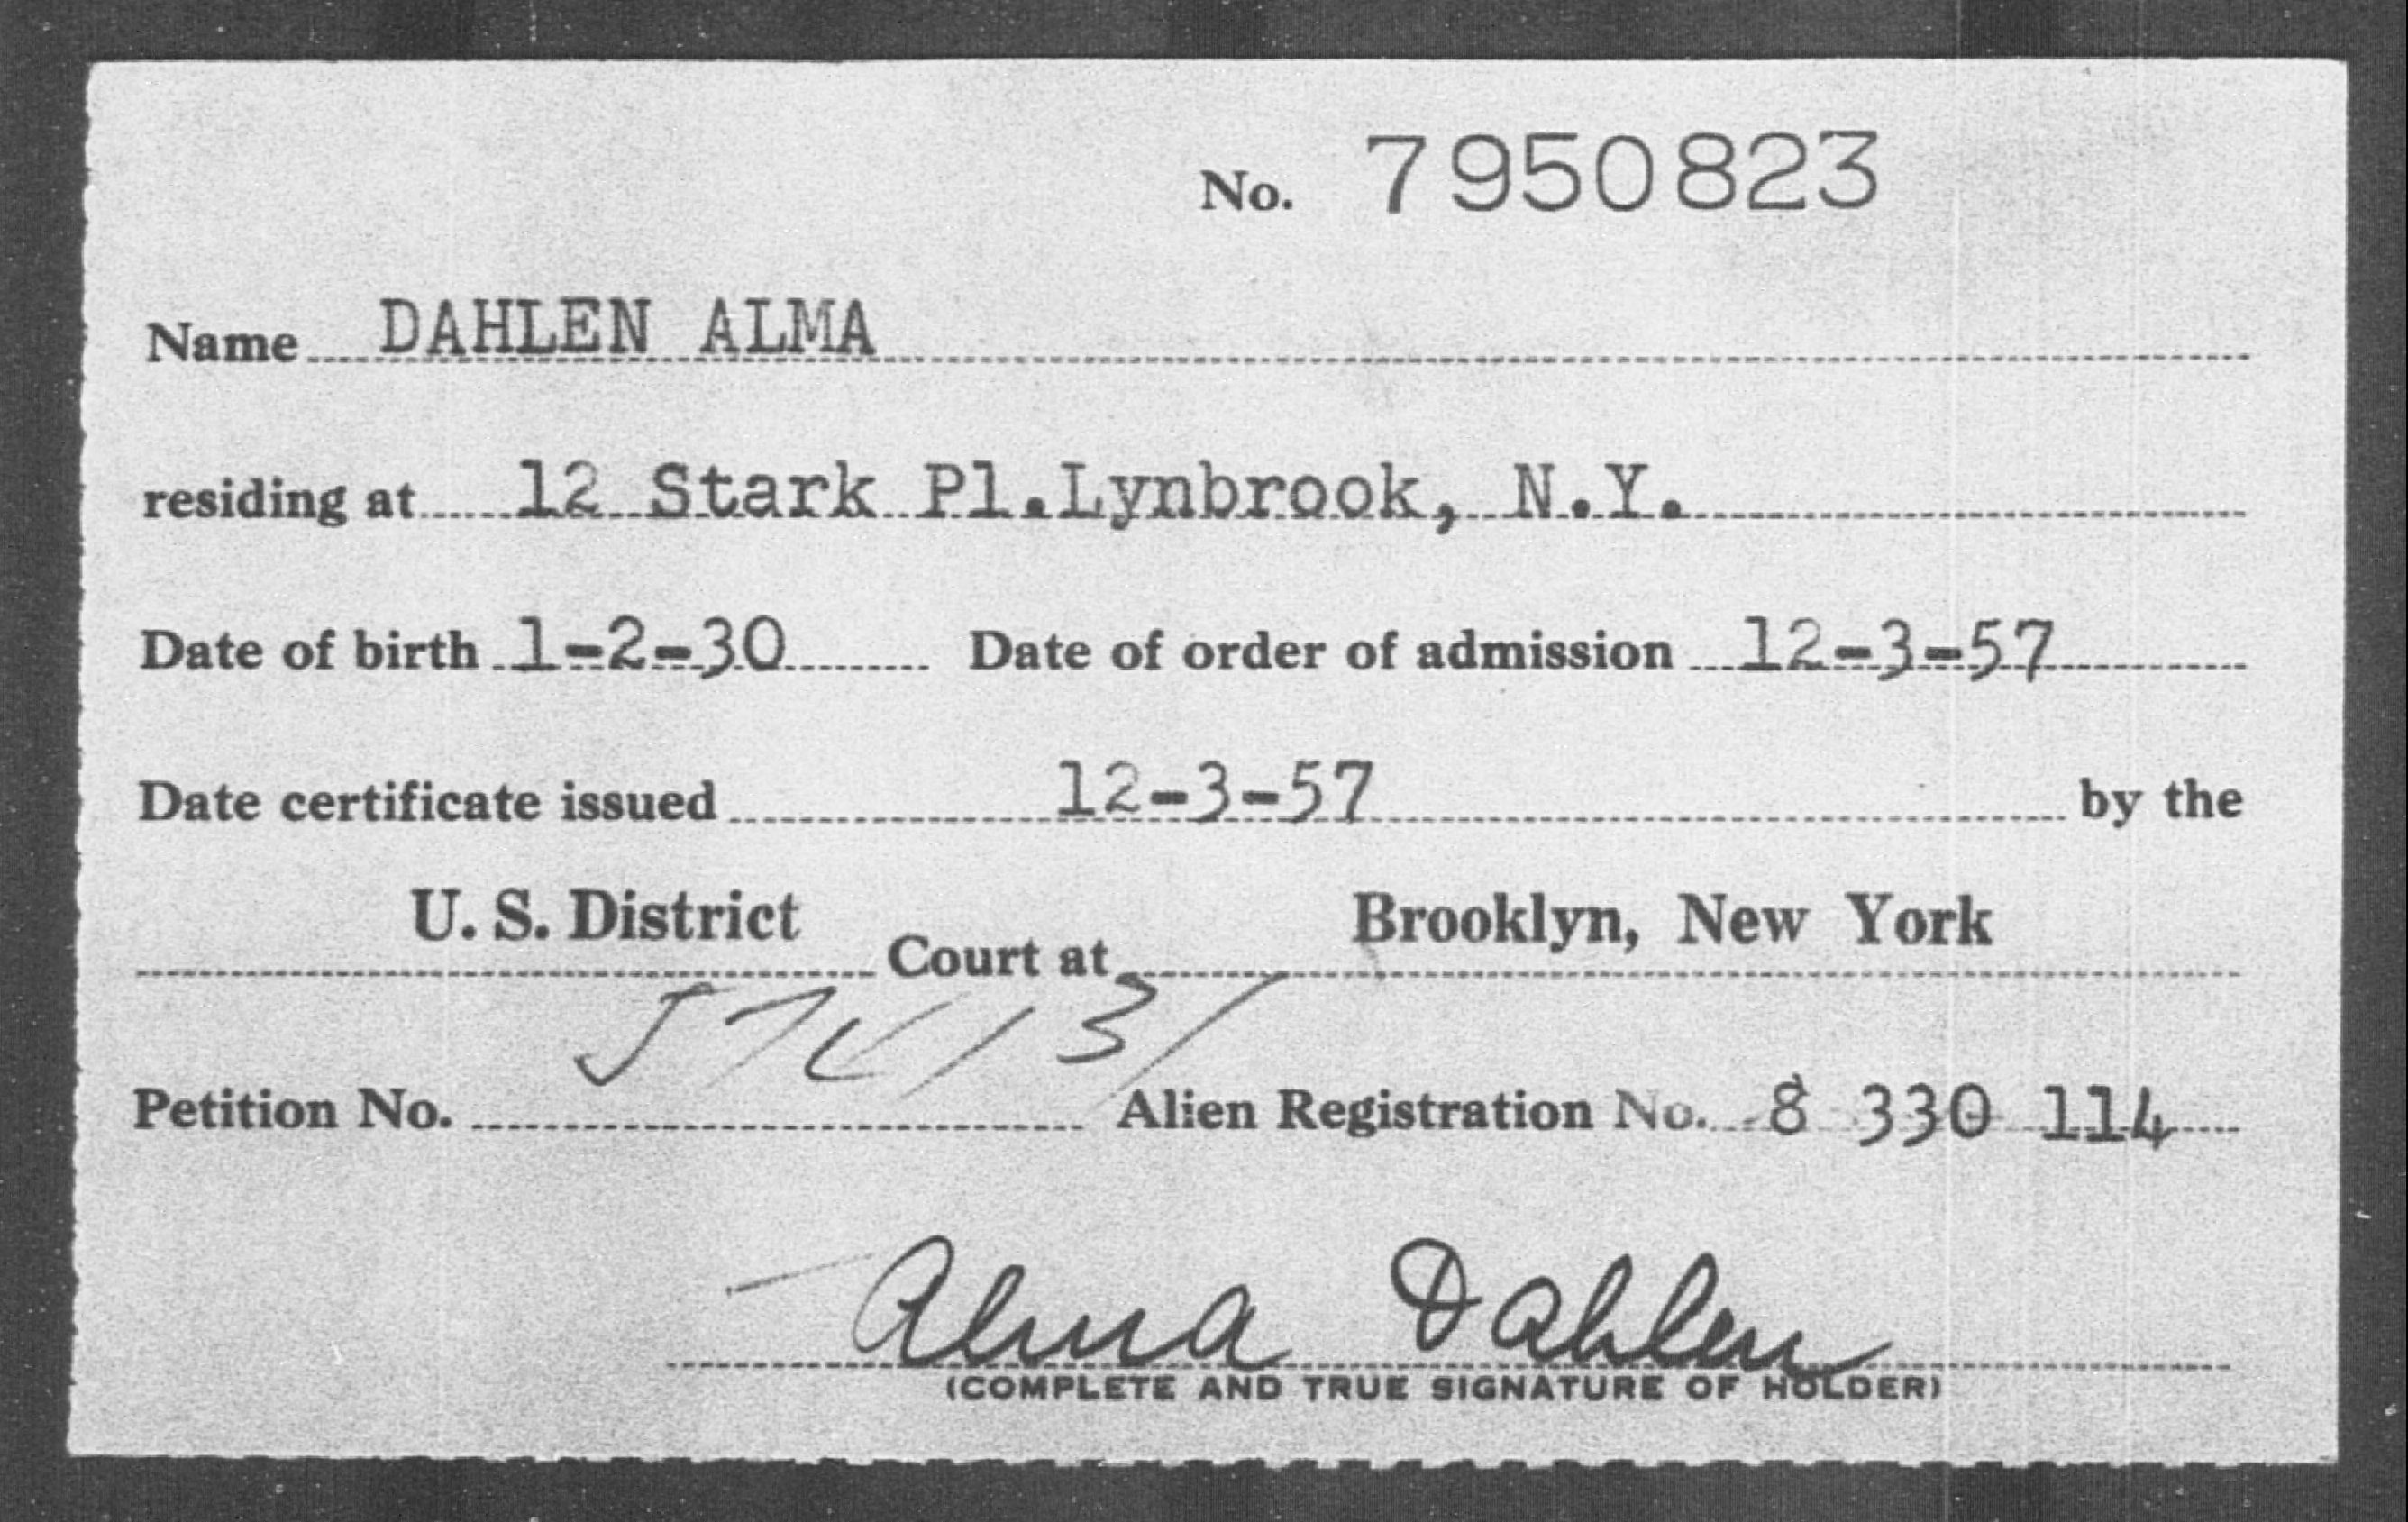 No. 7950823
Name DAHLEN ALMA
residing at 12 Stark Pl. Lynbrook, N.Y.
Date of birth 1-2-30 Date of order of admission 12-3-57
Date certificate issued 12-3-57 by the
U. S. District Court at Brooklyn, New York
Petition No. 574131 Alien Registration No. 8 330 114
Alma Dahlen
(COMPLETE AND TRUE SIGNATURE OF HOLDER)